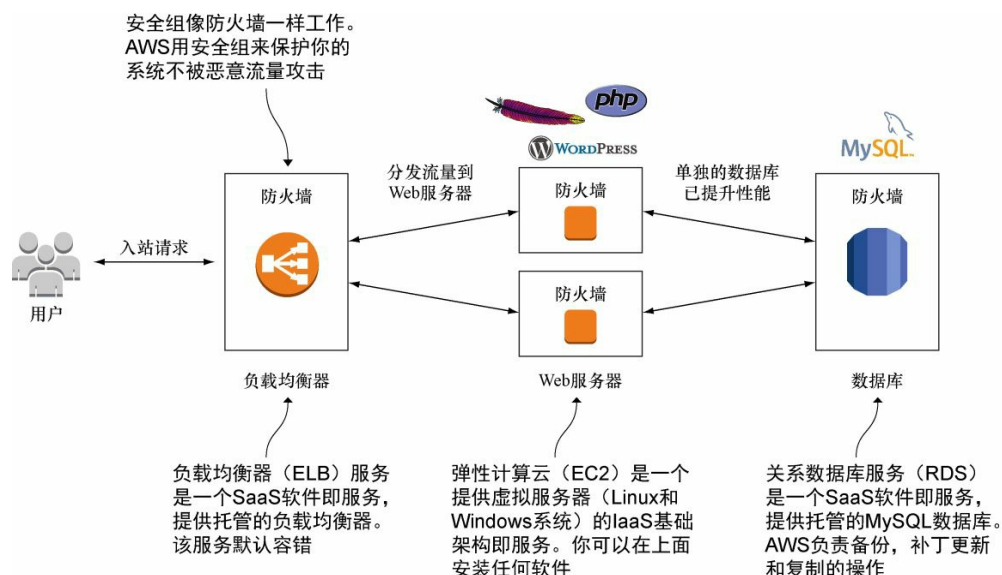 安全组像防火墙一样工作。
AWS用安全组来保护你的
系统不被恶意流量攻击
php
WORDPRESS
MySQL
防火墙
分发流量到
Web服务器
防火墙
单独的数据库
已提升性能
防火墙
入站请求
用户
防火墙
负载均衡器
Web服务器
数据库
负载均衡器（ELB）服务
是一个SaaS软件即服务，
提供托管的负载均衡器。
该服务默认容错
弹性计算云（EC2）是一个
提供虚拟服务器（Linux和
Windows系统）的IaaS基础
架构即服务。你可以在上面
安装任何软件
关系数据库服务（RDS）
是一个SaaS软件即服务，
提供托管的MySQL数据库。
AWS负责备份，补丁更新
和复制的操作